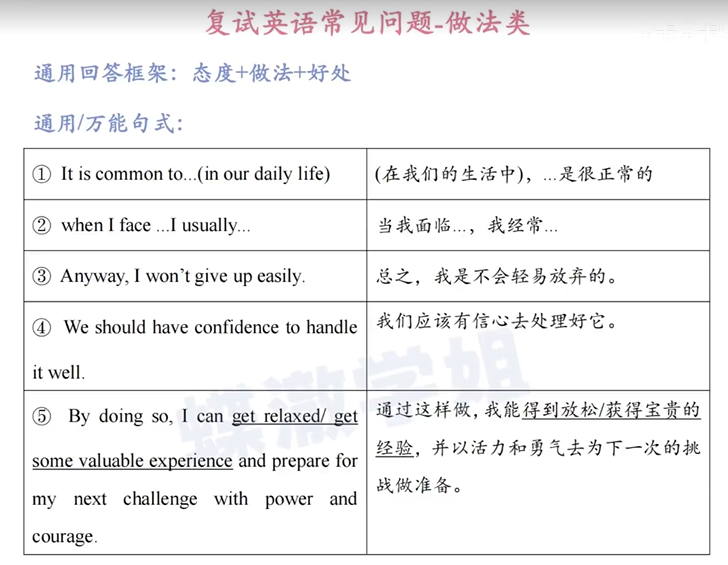 复试英语常见问题-做法类
通用回答框架：态度+做法+好处
通用/万能句式：
① It is common to...(in our daily life)
(在我们的生活中)，...是很正常的
② when I face ...I usually...
当我面临...，我经常...
③ Anyway, I won’t give up easily.
总之，我是不会轻易放弃的。
④ We should have confidence to handle
it well.
我们应该有信心去处理好它。
⑤ By doing so, I can get relaxed/ get
some valuable experience and prepare for
my next challenge with power and
courage.
通过这样做，我能得到放松/获得宝贵的
经验，并以活力和勇气去为下一次的挑
战做准备。
蝶澈学姐